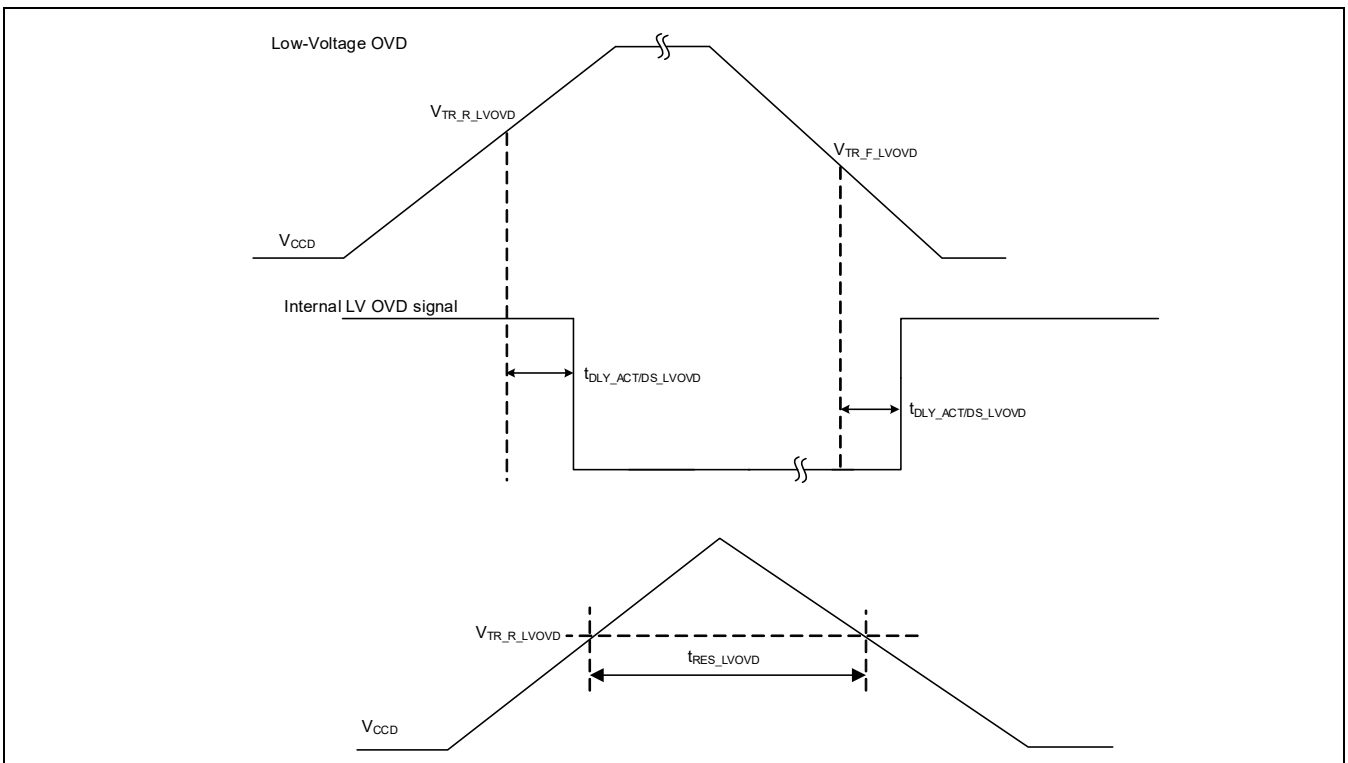 Low-Voltage OVD
VTR_R_LVOVD
VTR_F_LVOVD
VCCD
Internal LV OVD signal
tDLY_ACT/DS_LVOVD
tDLY_ACT/DS_LVOVD
VTR_R_LVOVD
tRES_LVOVD
VCCD